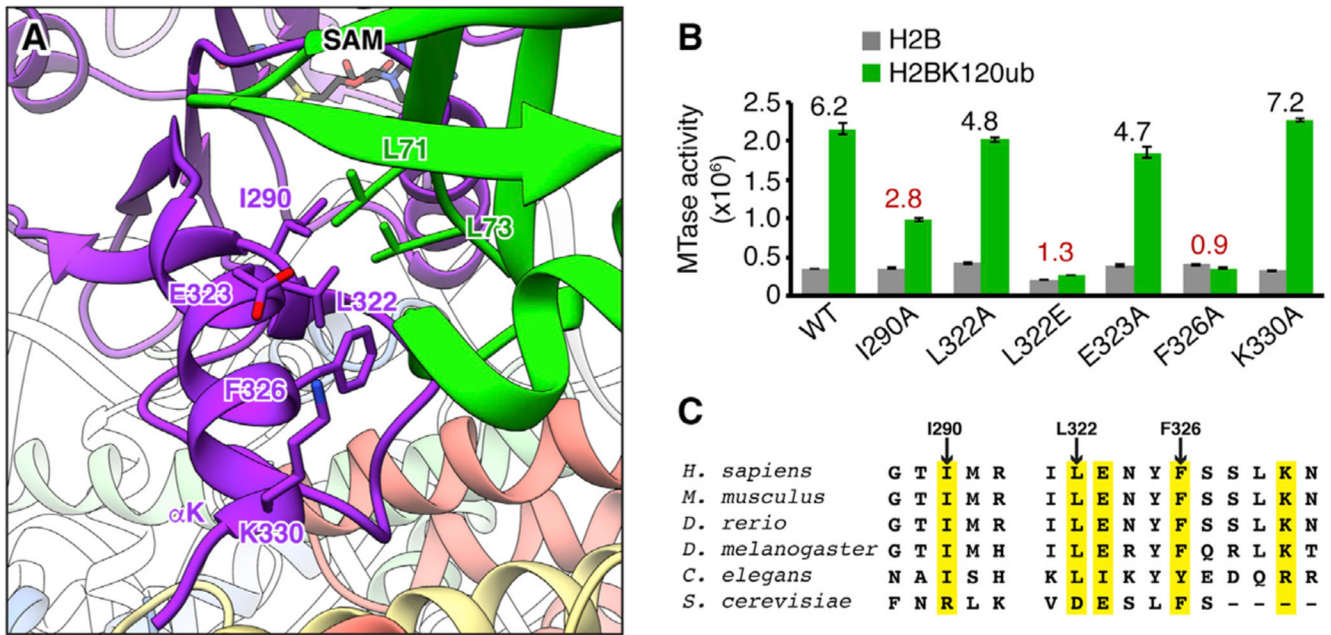 A
SAM
L71
I290
L73
E323
L322
F326
αK
K330
B
H2B
H2BK120ub
MTase activity
(x10⁶)
2.5
2.0
1.5
1.0
0.5
0
6.2
2.8
4.8
1.3
4.7
0.9
7.2
WT
I290A
L322A
L322E
E323A
F326A
K330A
C
I290 L322 F326
H. sapiens G T I M R I L E N Y F S S L K N
M. musculus G T I M R I L E N Y F S S L K N
D. rerio G T I M R I L E N Y F S S L K N
D. melanogaster G T I M H I L E R Y F Q R L K T
C. elegans N A I S H K L I K Y Y E D Q R R
S. cerevisiae F N R L K V D E S L F S - - - -